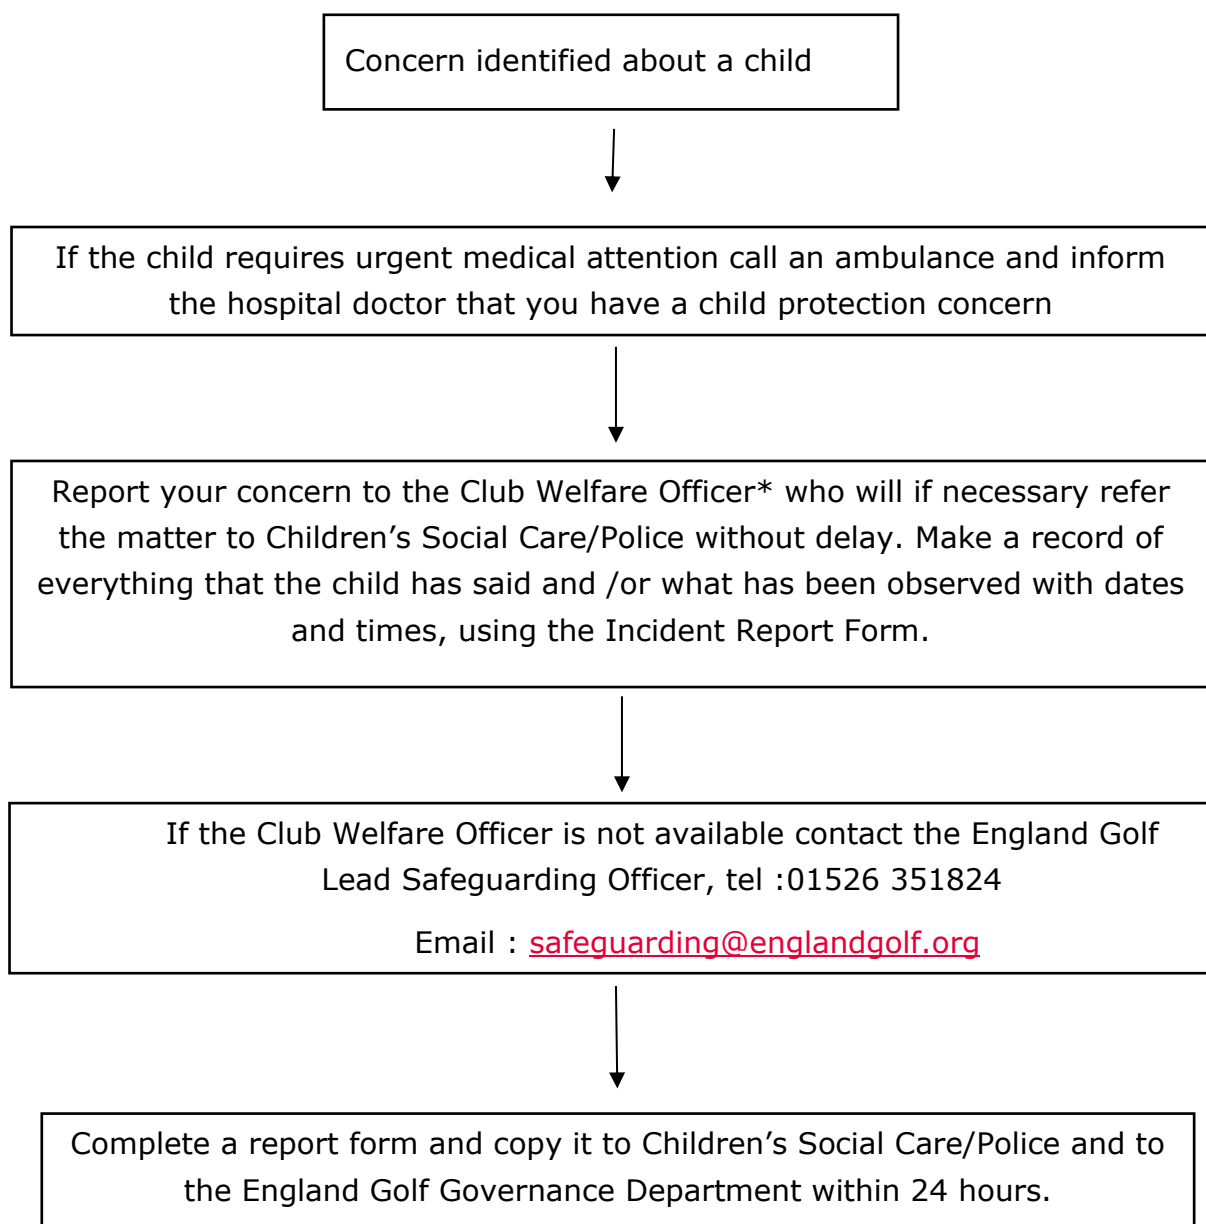 Concern identified about a child
If the child requires urgent medical attention call an ambulance and inform
the hospital doctor that you have a child protection concern
Report your concern to the Club Welfare Officer* who will if necessary refer
the matter to Children’s Social Care/Police without delay. Make a record of
everything that the child has said and /or what has been observed with dates
and times, using the Incident Report Form.
If the Club Welfare Officer is not available contact the England Golf
Lead Safeguarding Officer, tel :01526 351824
Email : safeguarding@englandgolf.org
Complete a report form and copy it to Children’s Social Care/Police and to
the England Golf Governance Department within 24 hours.